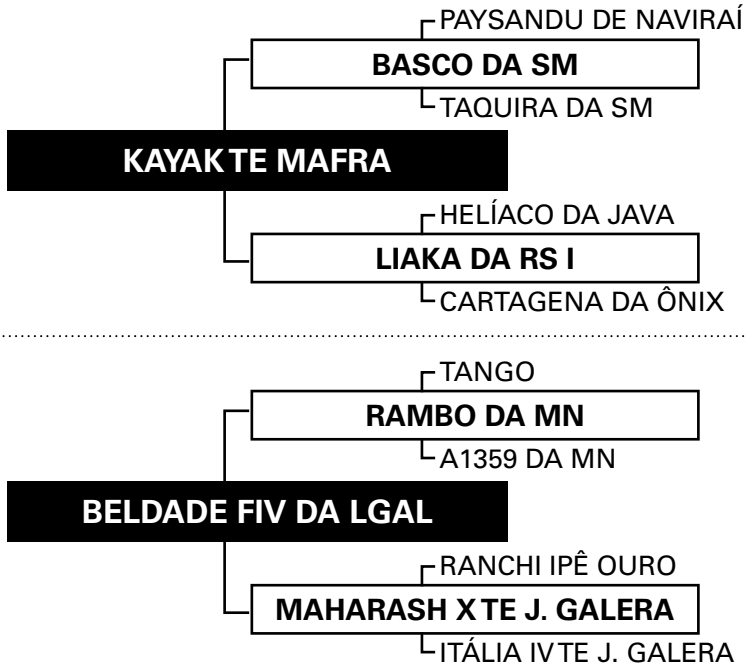 PAYSANDU DE NAVIRAÍ
BASCO DA SM
TAQUIRA DA SM
KAYAK TE MAFRA
HELÍACO DA JAVA
LIAKA DA RS I
CARTAGENA DA ÔNIX
TANGO
RAMBO DA MN
A1359 DA MN
BELDADE FIV DA LGAL
RANCHI IPÊ OURO
MAHARASH X TE J. GALERA
ITÁLIA IV TE J. GALERA